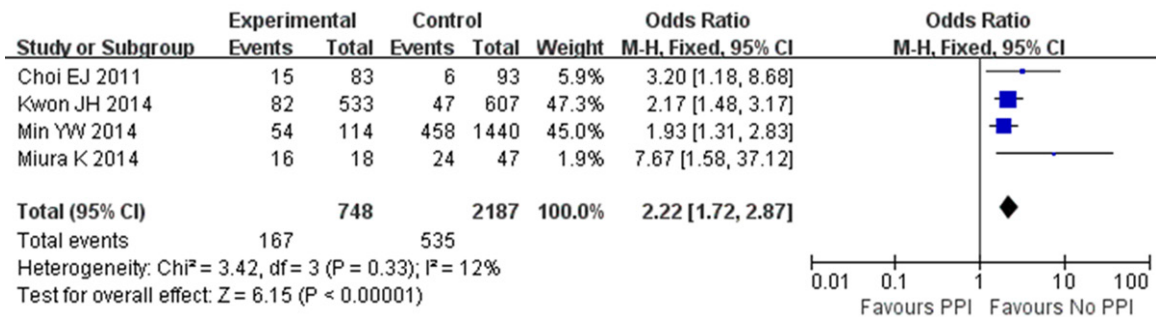 Experimental Control Odds Ratio Odds Ratio
Study or Subgroup Events Total Events Total Weight M-H, Fixed, 95% CI M-H, Fixed, 95% CI
Choi EJ 2011 15 83 6 93 5.9% 3.20 [1.18, 8.68]
Kwon JH 2014 82 533 47 607 47.3% 2.17 [1.48, 3.17]
Min YW 2014 54 114 458 1440 45.0% 1.93 [1.31, 2.83]
Miura K 2014 16 18 24 47 1.9% 7.67 [1.58, 37.12]
Total (95% CI) 748 2187 100.0% 2.22 [1.72, 2.87]
Total events 167 535
Heterogeneity: Chi² = 3.42, df = 3 (P = 0.33); I² = 12%
Test for overall effect: Z = 6.15 (P < 0.00001)
0.01 0.1 1 10 100
Favours PPI Favours No PPI